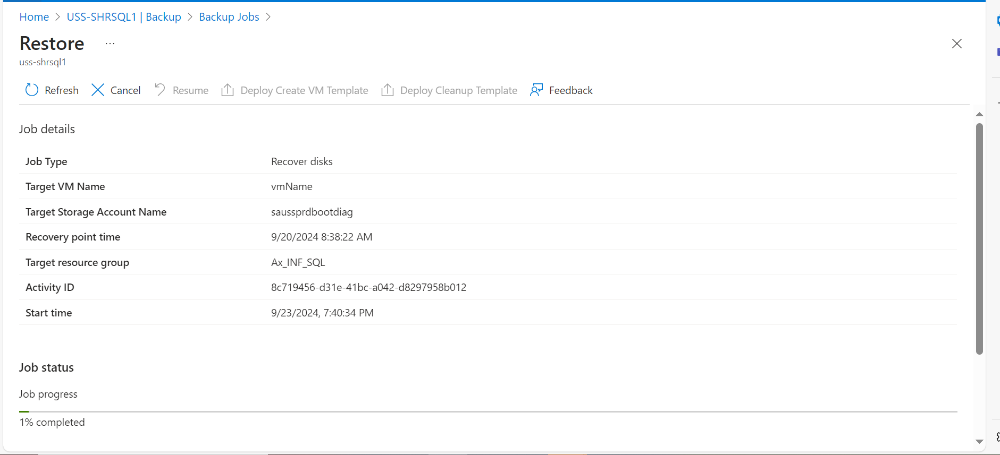 Home > USS-SHRSQL1 | Backup > Backup Jobs >
Restore ...
uss-shrsql1
Refresh Cancel Resume Deploy Create VM Template Deploy Cleanup Template Feedback
Job details
Job Type Recover disks
Target VM Name vmName
Target Storage Account Name saussprdbootdiag
Recovery point time 9/20/2024 8:38:22 AM
Target resource group Ax_INF_SQL
Activity ID 8c719456-d31e-41bc-a042-d8297958b012
Start time 9/23/2024, 7:40:34 PM
Job status
Job progress
1% completed